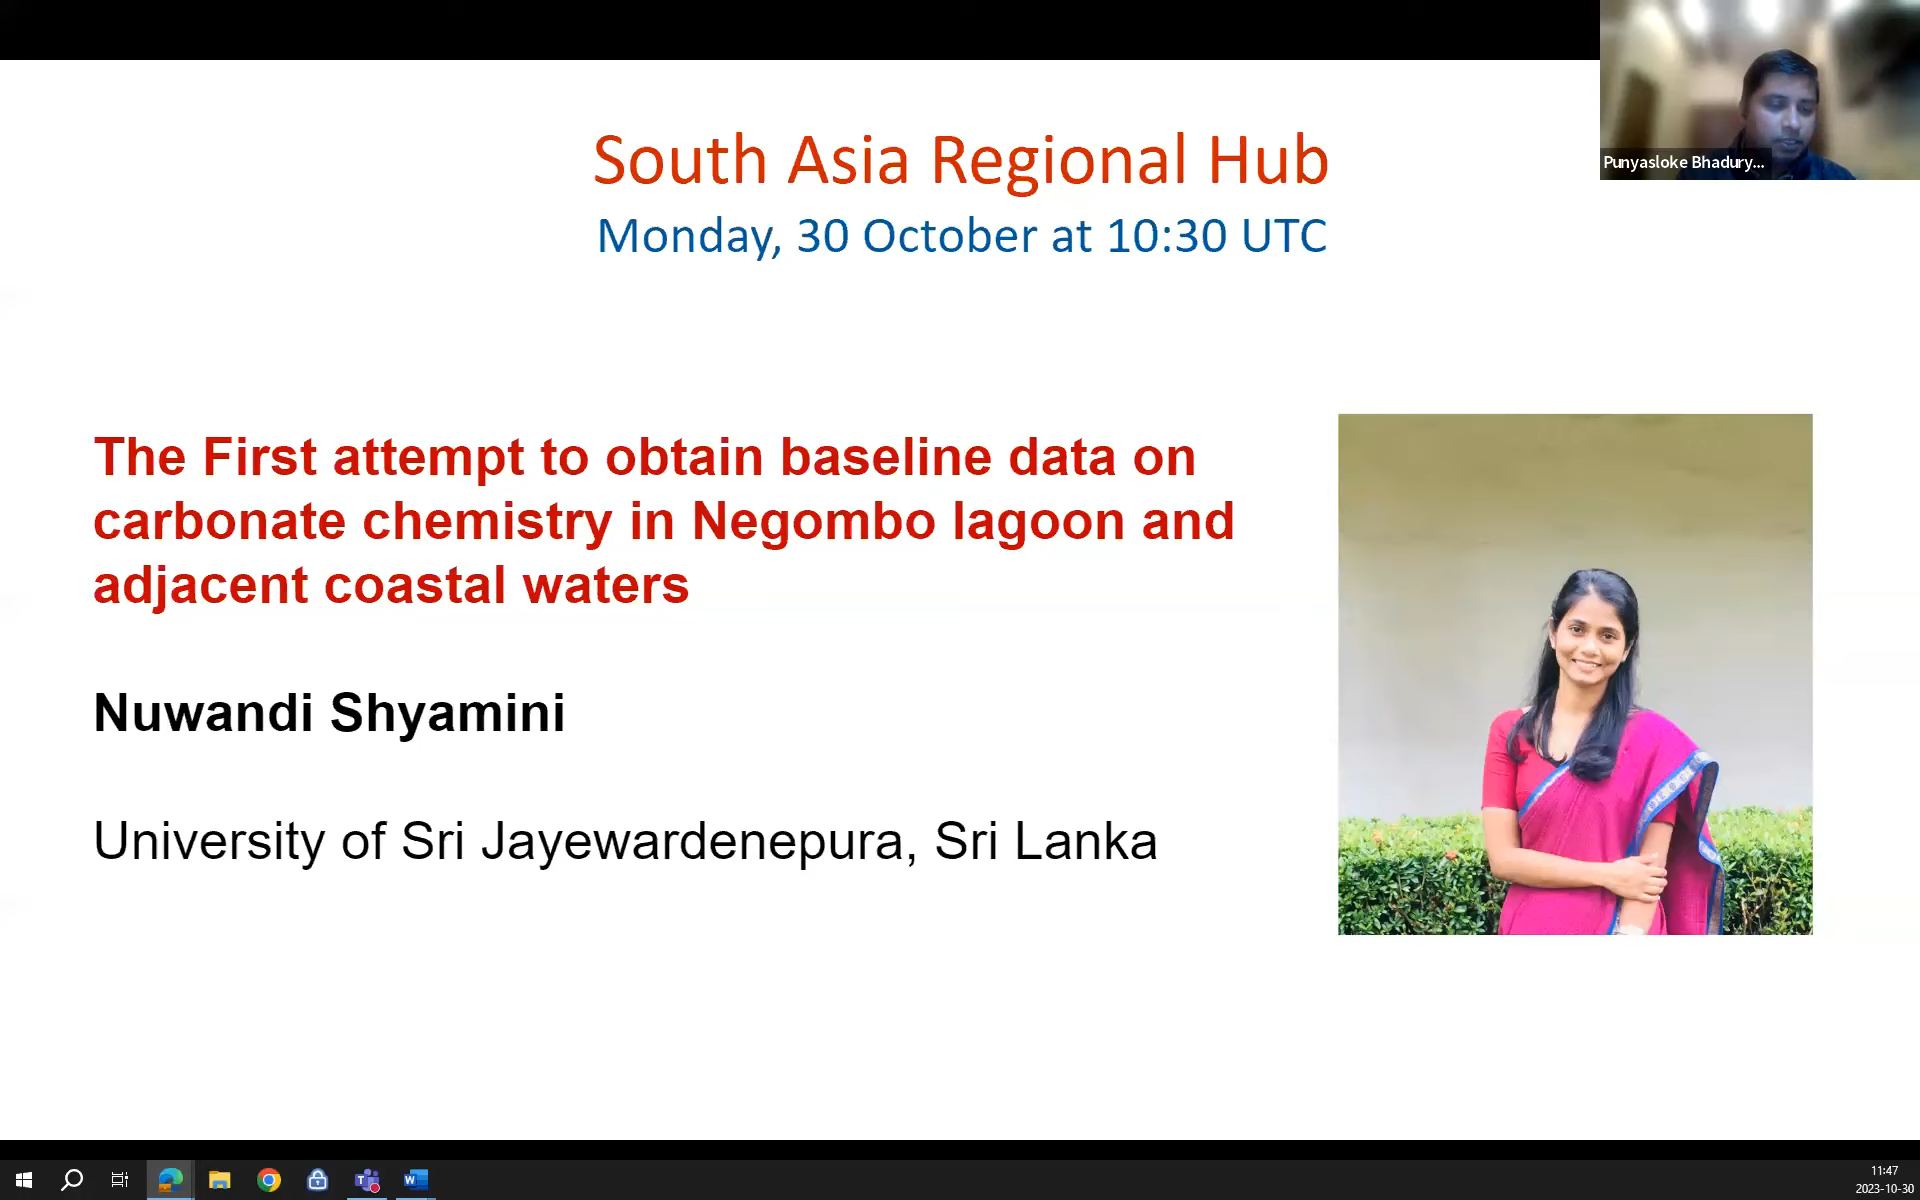 South Asia Regional Hub
Monday, 30 October at 10:30 UTC
Punyasloke Bhadury...
The First attempt to obtain baseline data on
carbonate chemistry in Negombo lagoon and
adjacent coastal waters
Nuwandi Shyamini
University of Sri Jayewardenepura, Sri Lanka
11:47
2023-10-30